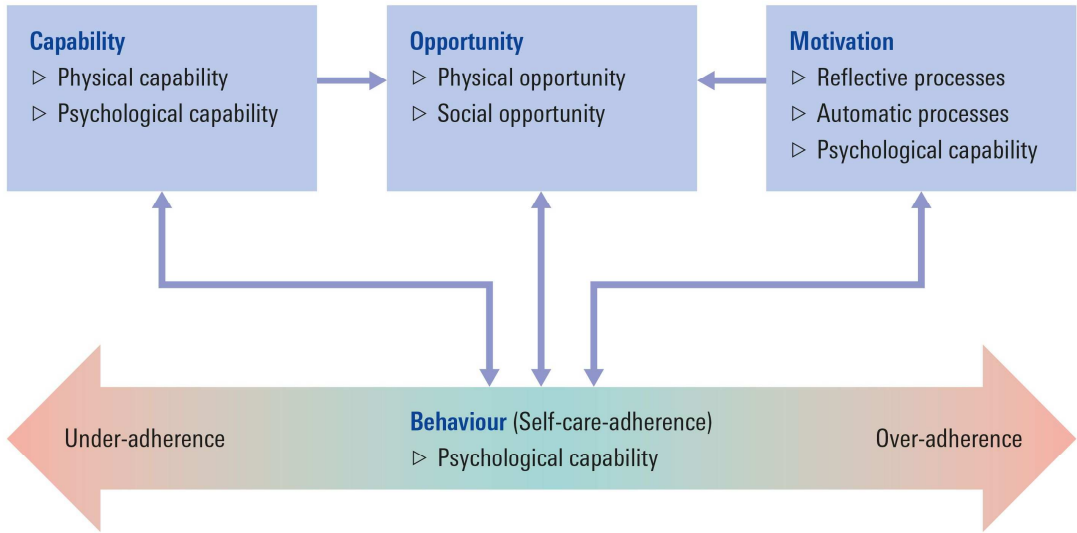 Capability
▷ Physical capability
▷ Psychological capability
Opportunity
▷ Physical opportunity
▷ Social opportunity
Motivation
▷ Reflective processes
▷ Automatic processes
▷ Psychological capability
Under-adherence
Behaviour (Self-care-adherence)
▷ Psychological capability
Over-adherence